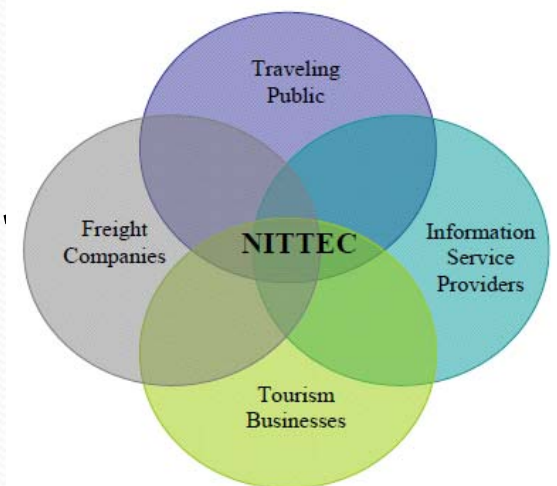 Traveling
Public
Freight
Companies
NITTEC
Information
Service
Providers
Tourism
Businesses